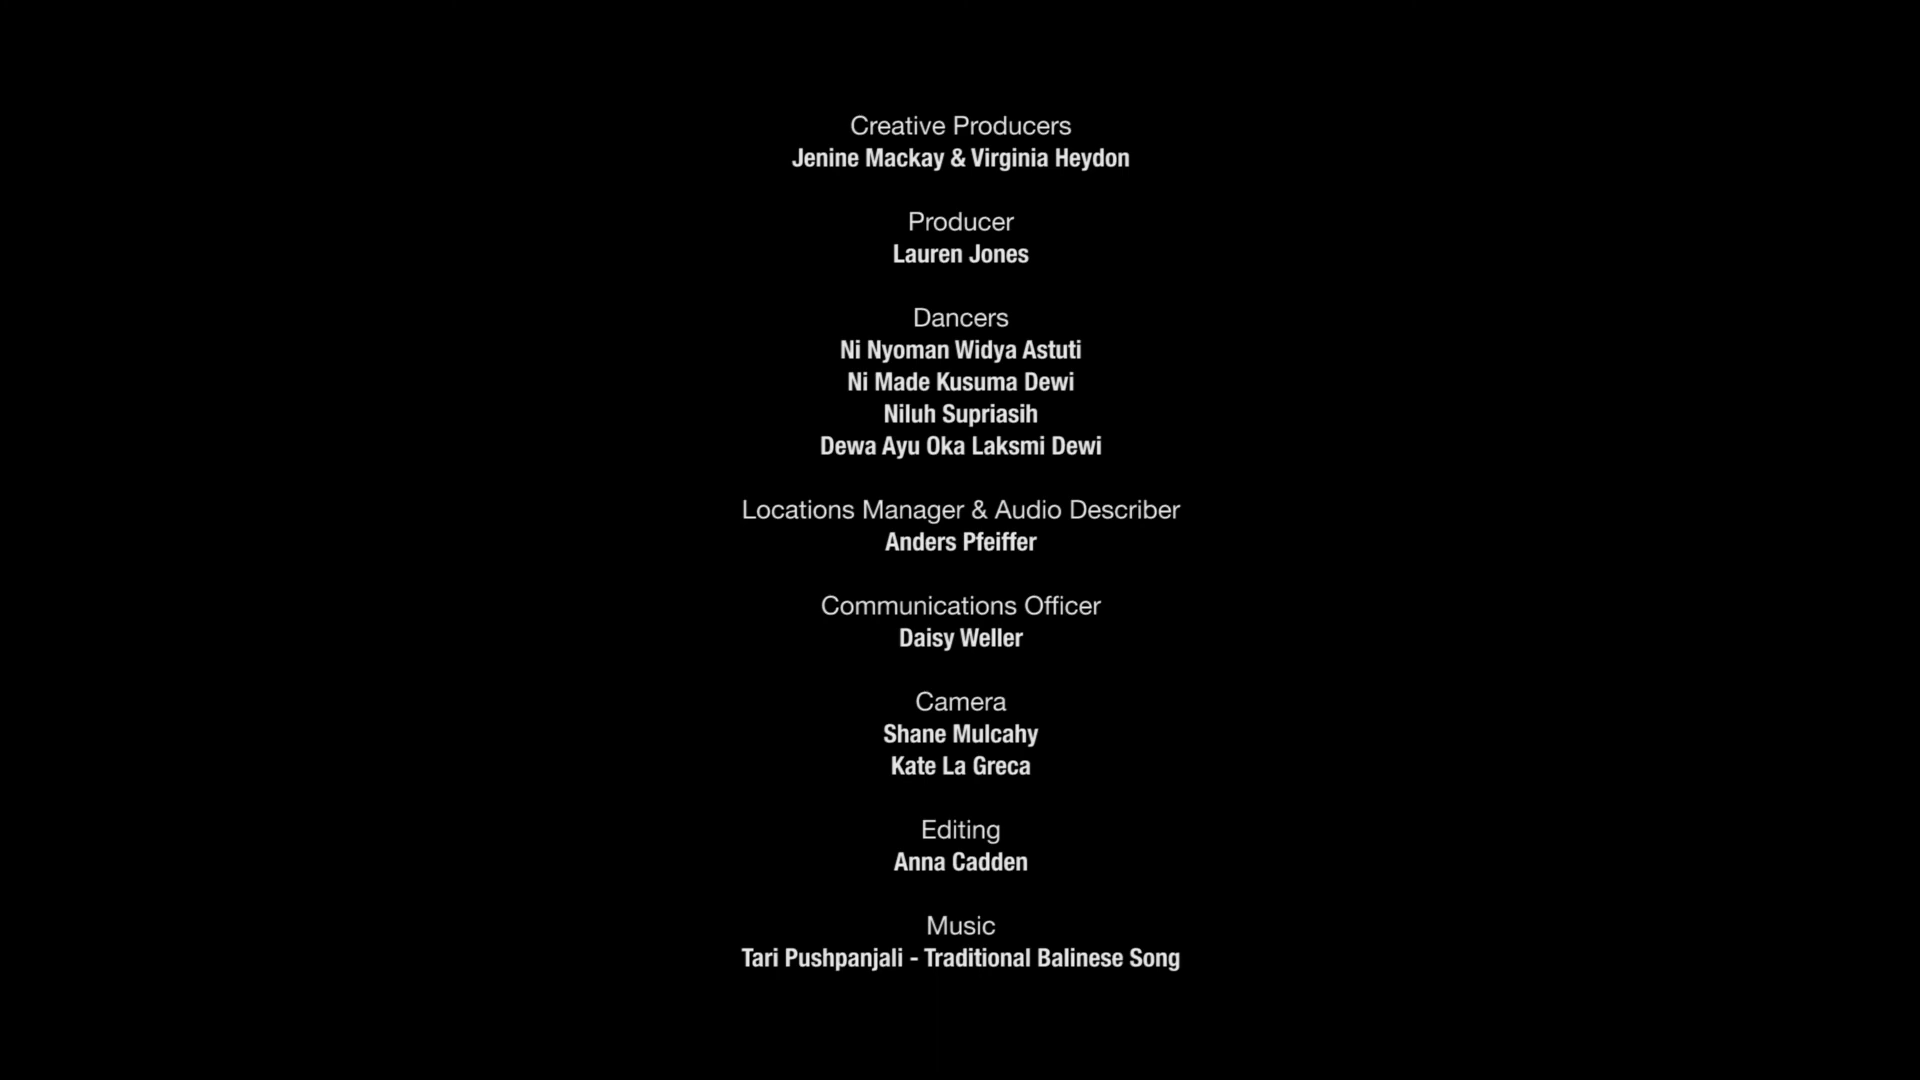 Creative Producers
Jenine Mackay & Virginia Heydon
Producer
Lauren Jones
Dancers
Ni Nyoman Widya Astuti
Ni Made Kusuma Dewi
Niluh Supriasih
Dewa Ayu Oka Laksmi Dewi
Locations Manager & Audio Describer
Anders Pfeiffer
Communications Officer
Daisy Weller
Camera
Shane Mulcahy
Kate La Greca
Editing
Anna Cadden
Music
Tari Pushpanjali - Traditional Balinese Song